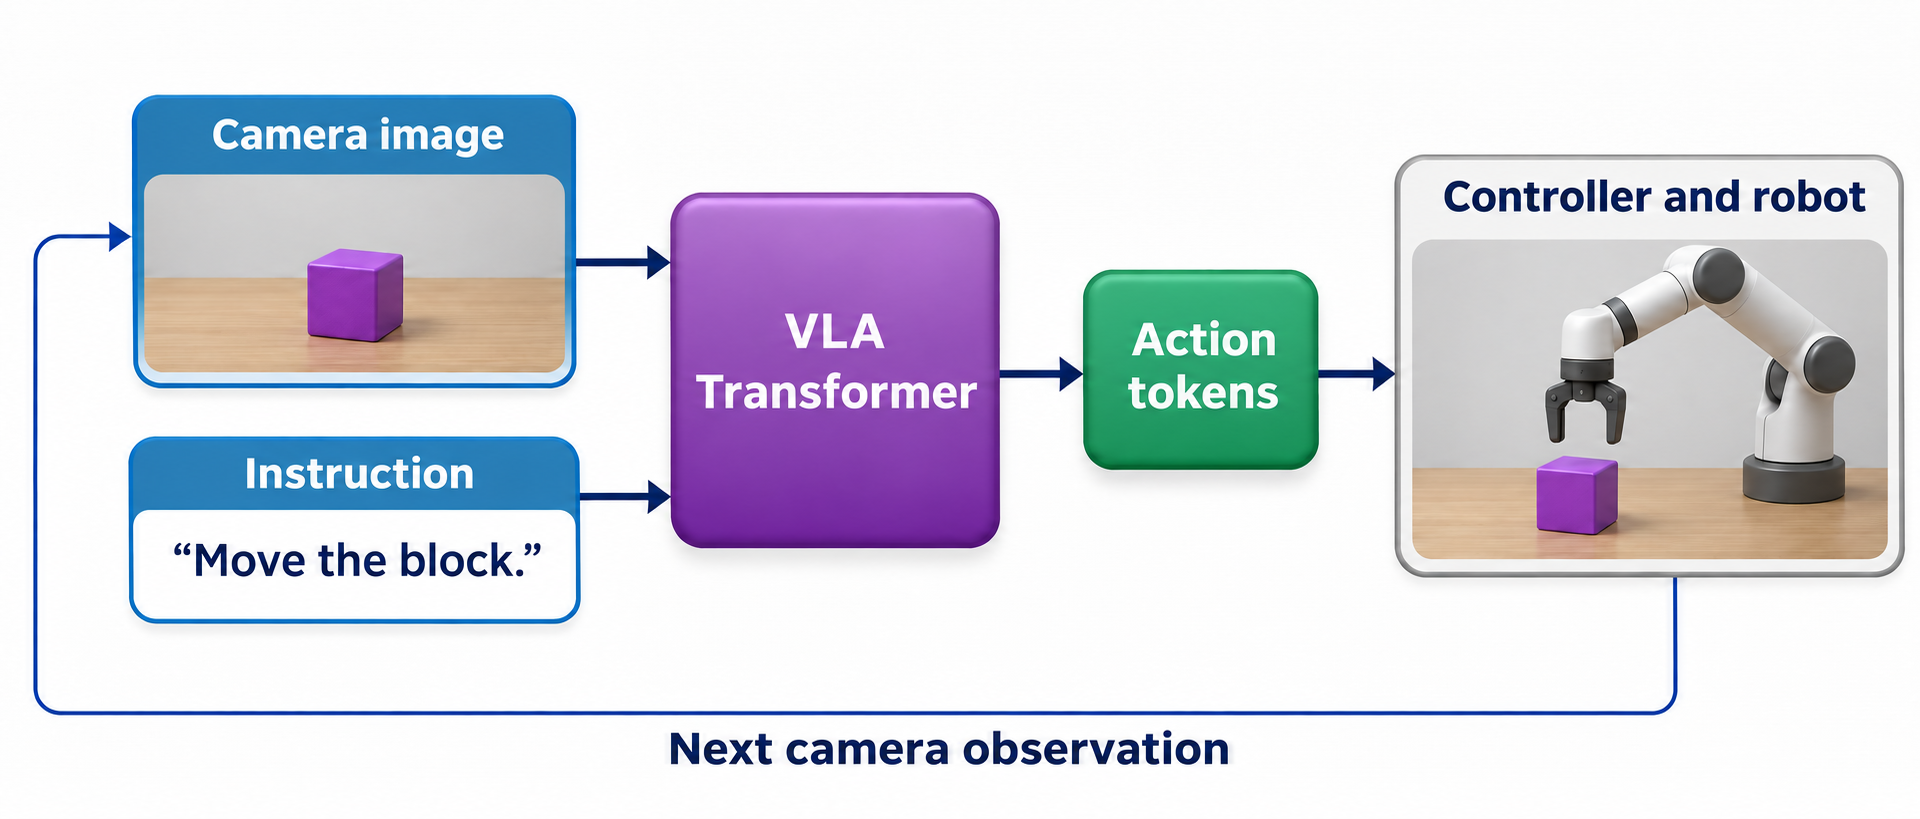 Camera image
Instruction
“Move the block.”
VLA
Transformer
Action
tokens
Controller and robot
Next camera observation